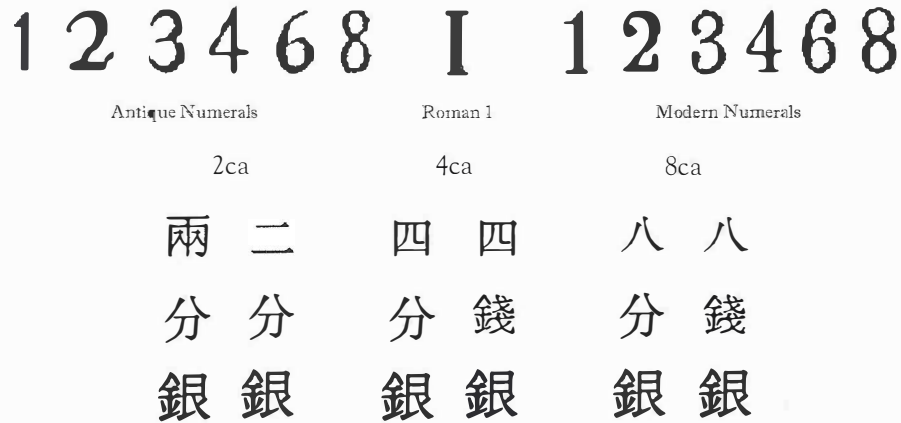 1 2 3 4 6 8 I 1 2 3 4 6 8
Antique Numerals Roman 1 Modern Numerals
2ca 4ca 8ca
兩 二 四 四 八 八
分 分 分 錢 分 錢
銀 銀 銀 銀 銀 銀